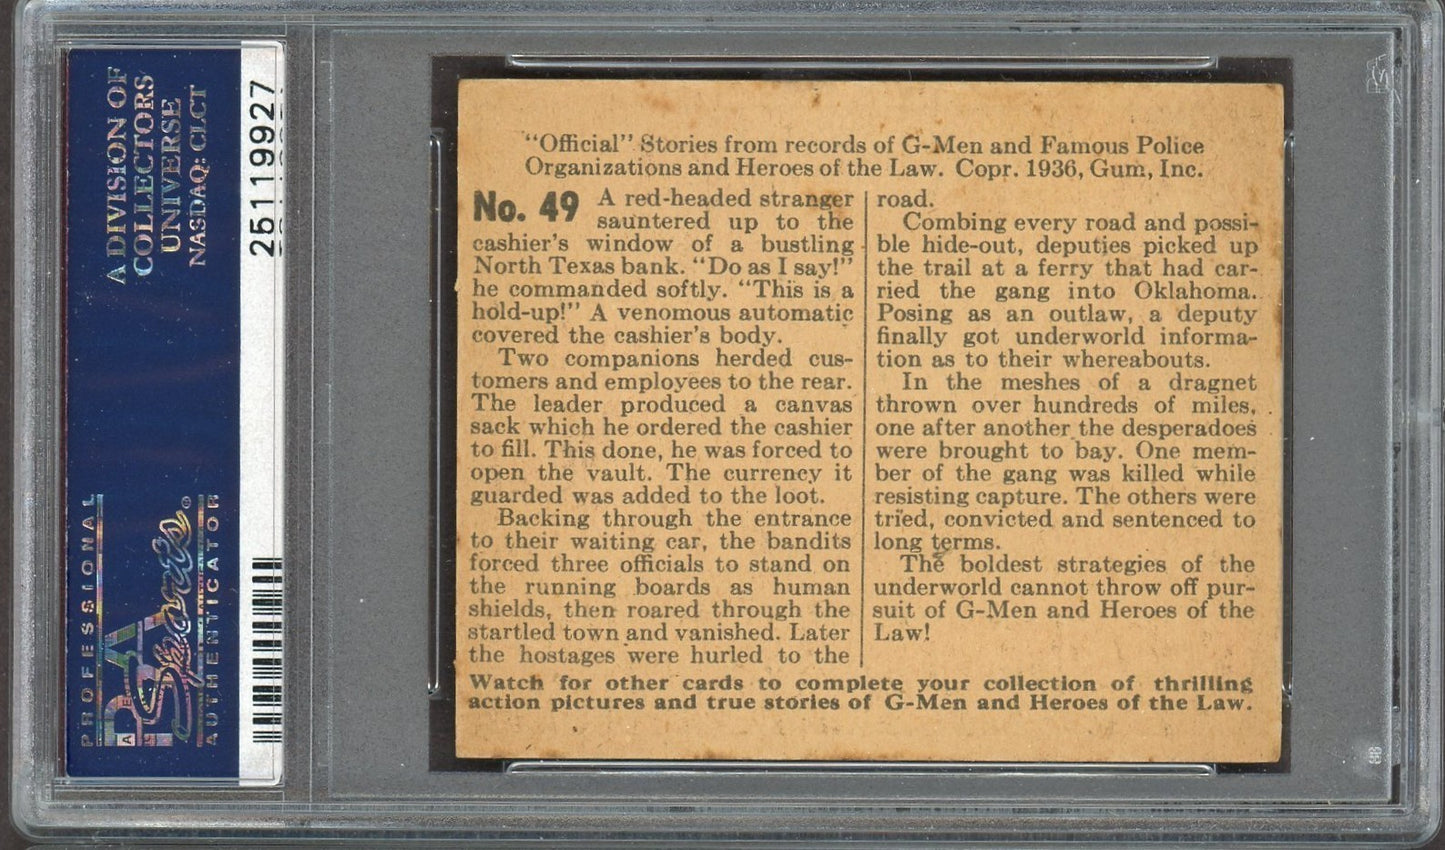 A DIVISION OF
COLLECTORS
UNIVERSE
NASDAQ: CLCT
25119927
PROFESSIONAL
PSA
Sports®
AUTHENTICATOR
"Official" Stories from records of G-Men and Famous Police
Organizations and Heroes of the Law. Copr. 1936, Gum, Inc.
No. 49 A red-headed stranger
sauntered up to the
cashier's window of a bustling
North Texas bank. "Do as I say!"
he commanded softly. "This is a
hold-up!" A venomous automatic
covered the cashier's body.
Two companions herded cus-
tomers and employees to the rear.
The leader produced a canvas
sack which he ordered the cashier
to fill. This done, he was forced to
open the vault. The currency it
guarded was added to the loot.
Backing through the entrance
to their waiting car, the bandits
forced three officials to stand on
the running boards as human
shields, then roared through the
startled town and vanished. Later
the hostages were hurled to the
road.
Combing every road and possi-
ble hide-out, deputies picked up
the trail at a ferry that had car-
ried the gang into Oklahoma.
Posing as an outlaw, a deputy
finally got underworld informa-
tion as to their whereabouts.
In the meshes of a dragnet
thrown over hundreds of miles,
one after another the desperadoes
were brought to bay. One mem-
ber of the gang was killed while
resisting capture. The others were
tried, convicted and sentenced to
long terms.
The boldest strategies of the
underworld cannot throw off pur-
suit of G-Men and Heroes of the
Law!
Watch for other cards to complete your collection of thrilling
action pictures and true stories of G-Men and Heroes of the Law.